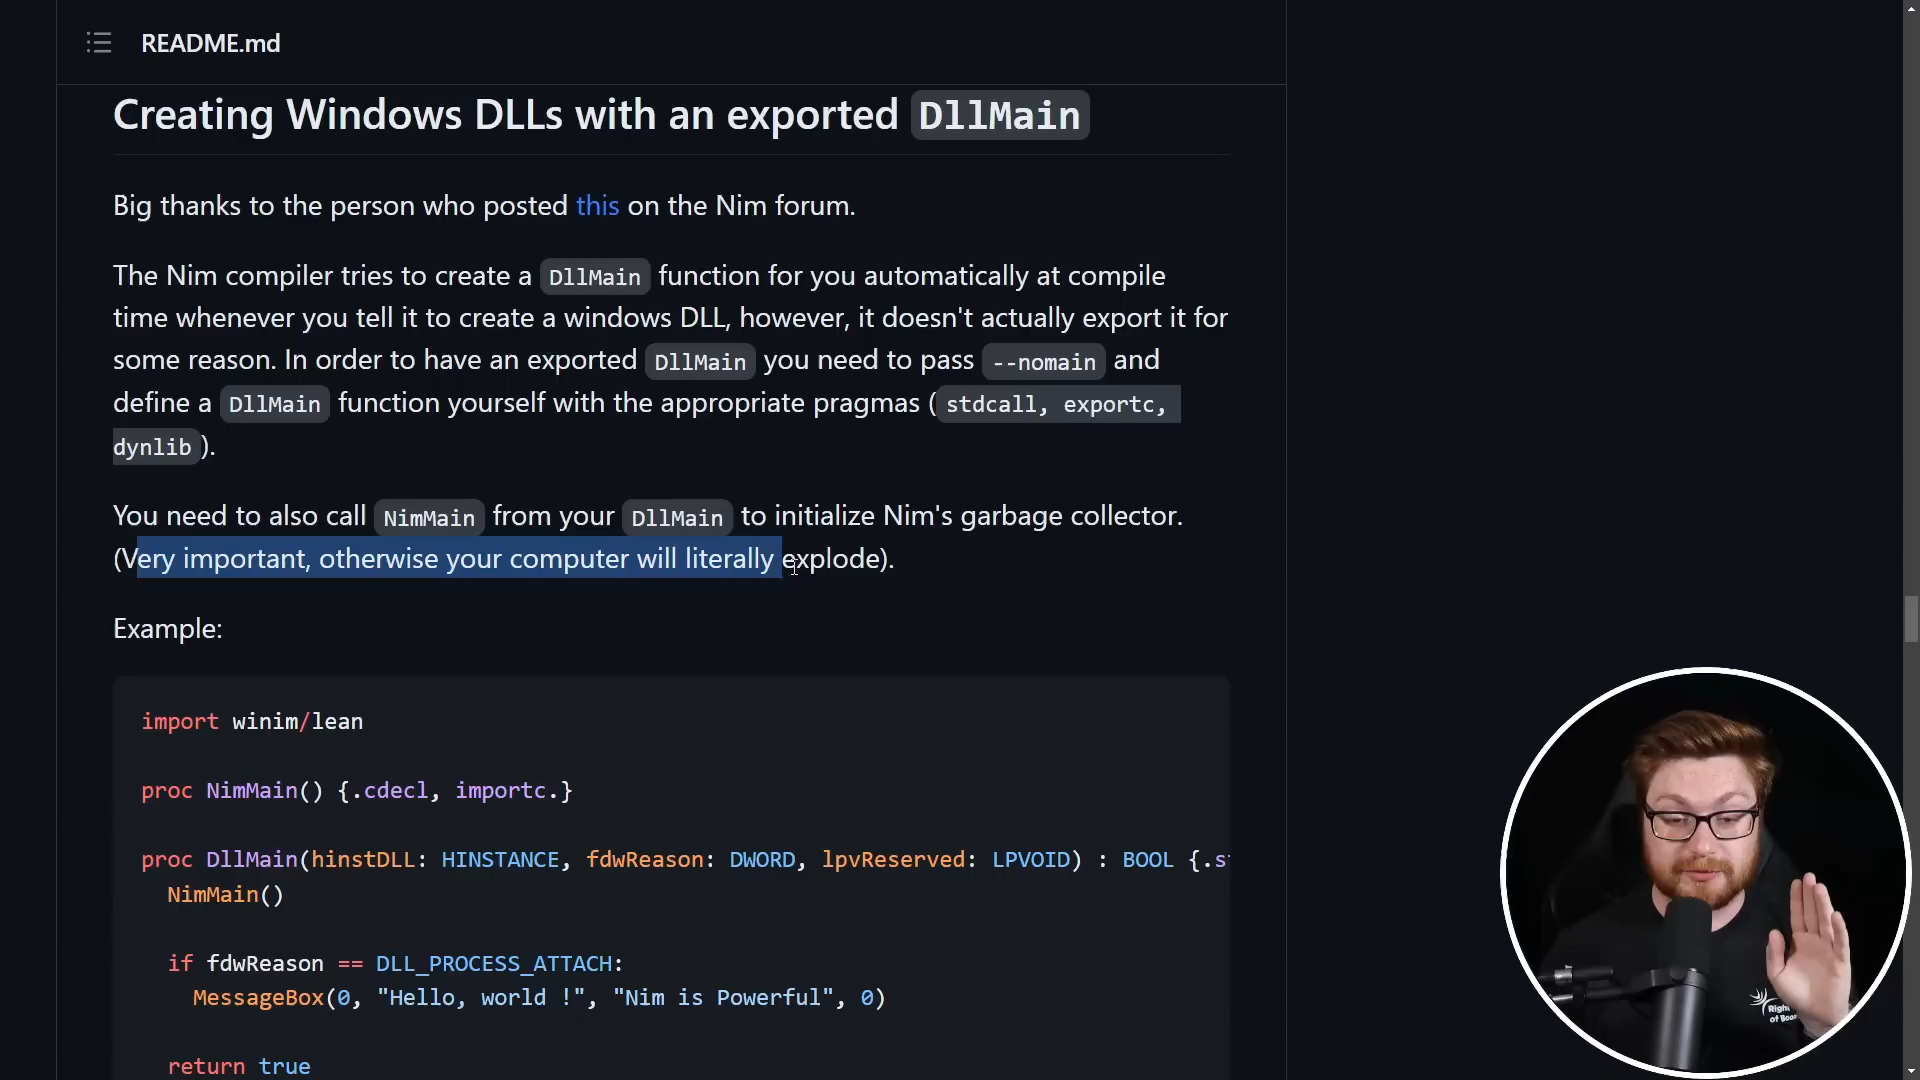 README.md
Creating Windows DLLs with an exported DllMain
Big thanks to the person who posted this on the Nim forum.
The Nim compiler tries to create a DllMain function for you automatically at compile
time whenever you tell it to create a windows DLL, however, it doesn't actually export it for
some reason. In order to have an exported DllMain you need to pass --nomain and
define a DllMain function yourself with the appropriate pragmas ( stdcall, exportc,
dynlib ).
You need to also call NimMain from your DllMain to initialize Nim's garbage collector.
(Very important, otherwise your computer will literally explode).
Example:
import winim/lean
proc NimMain() {.cdecl, importc.}
proc DllMain(hinstDLL: HINSTANCE, fdwReason: DWORD, lpvReserved: LPVOID) : BOOL {.s
NimMain()
if fdwReason == DLL_PROCESS_ATTACH:
MessageBox(0, "Hello, world !", "Nim is Powerful", 0)
return true
Right
of Boo